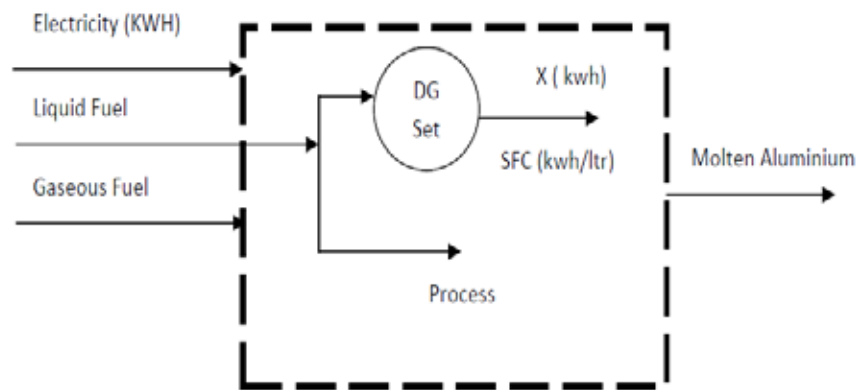 Electricity (KWH)
Liquid Fuel
Gaseous Fuel
DG
Set
X ( kwh)
SFC (kwh/ltr)
Process
Molten Aluminium